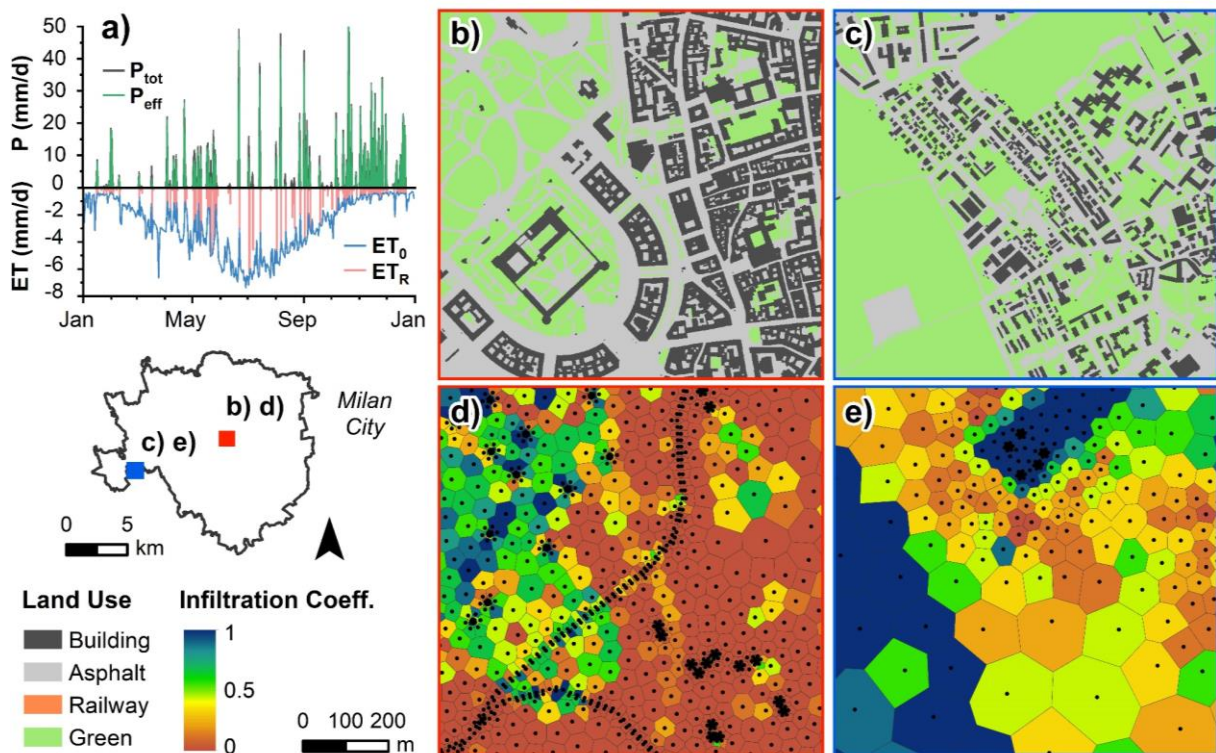 a)
P (mm/d)
50
40
30
20
10
0
P_tot
P_eff
ET (mm/d)
-2
-4
-6
-8
ET_0
ET_R
Jan May Sep Jan
b)
c)
d)
e)
b) d)
c) e)
Milan
City
0 5
km
Land Use
Building
Asphalt
Railway
Green
Infiltration Coeff.
1
0.5
0
0 100 200
m